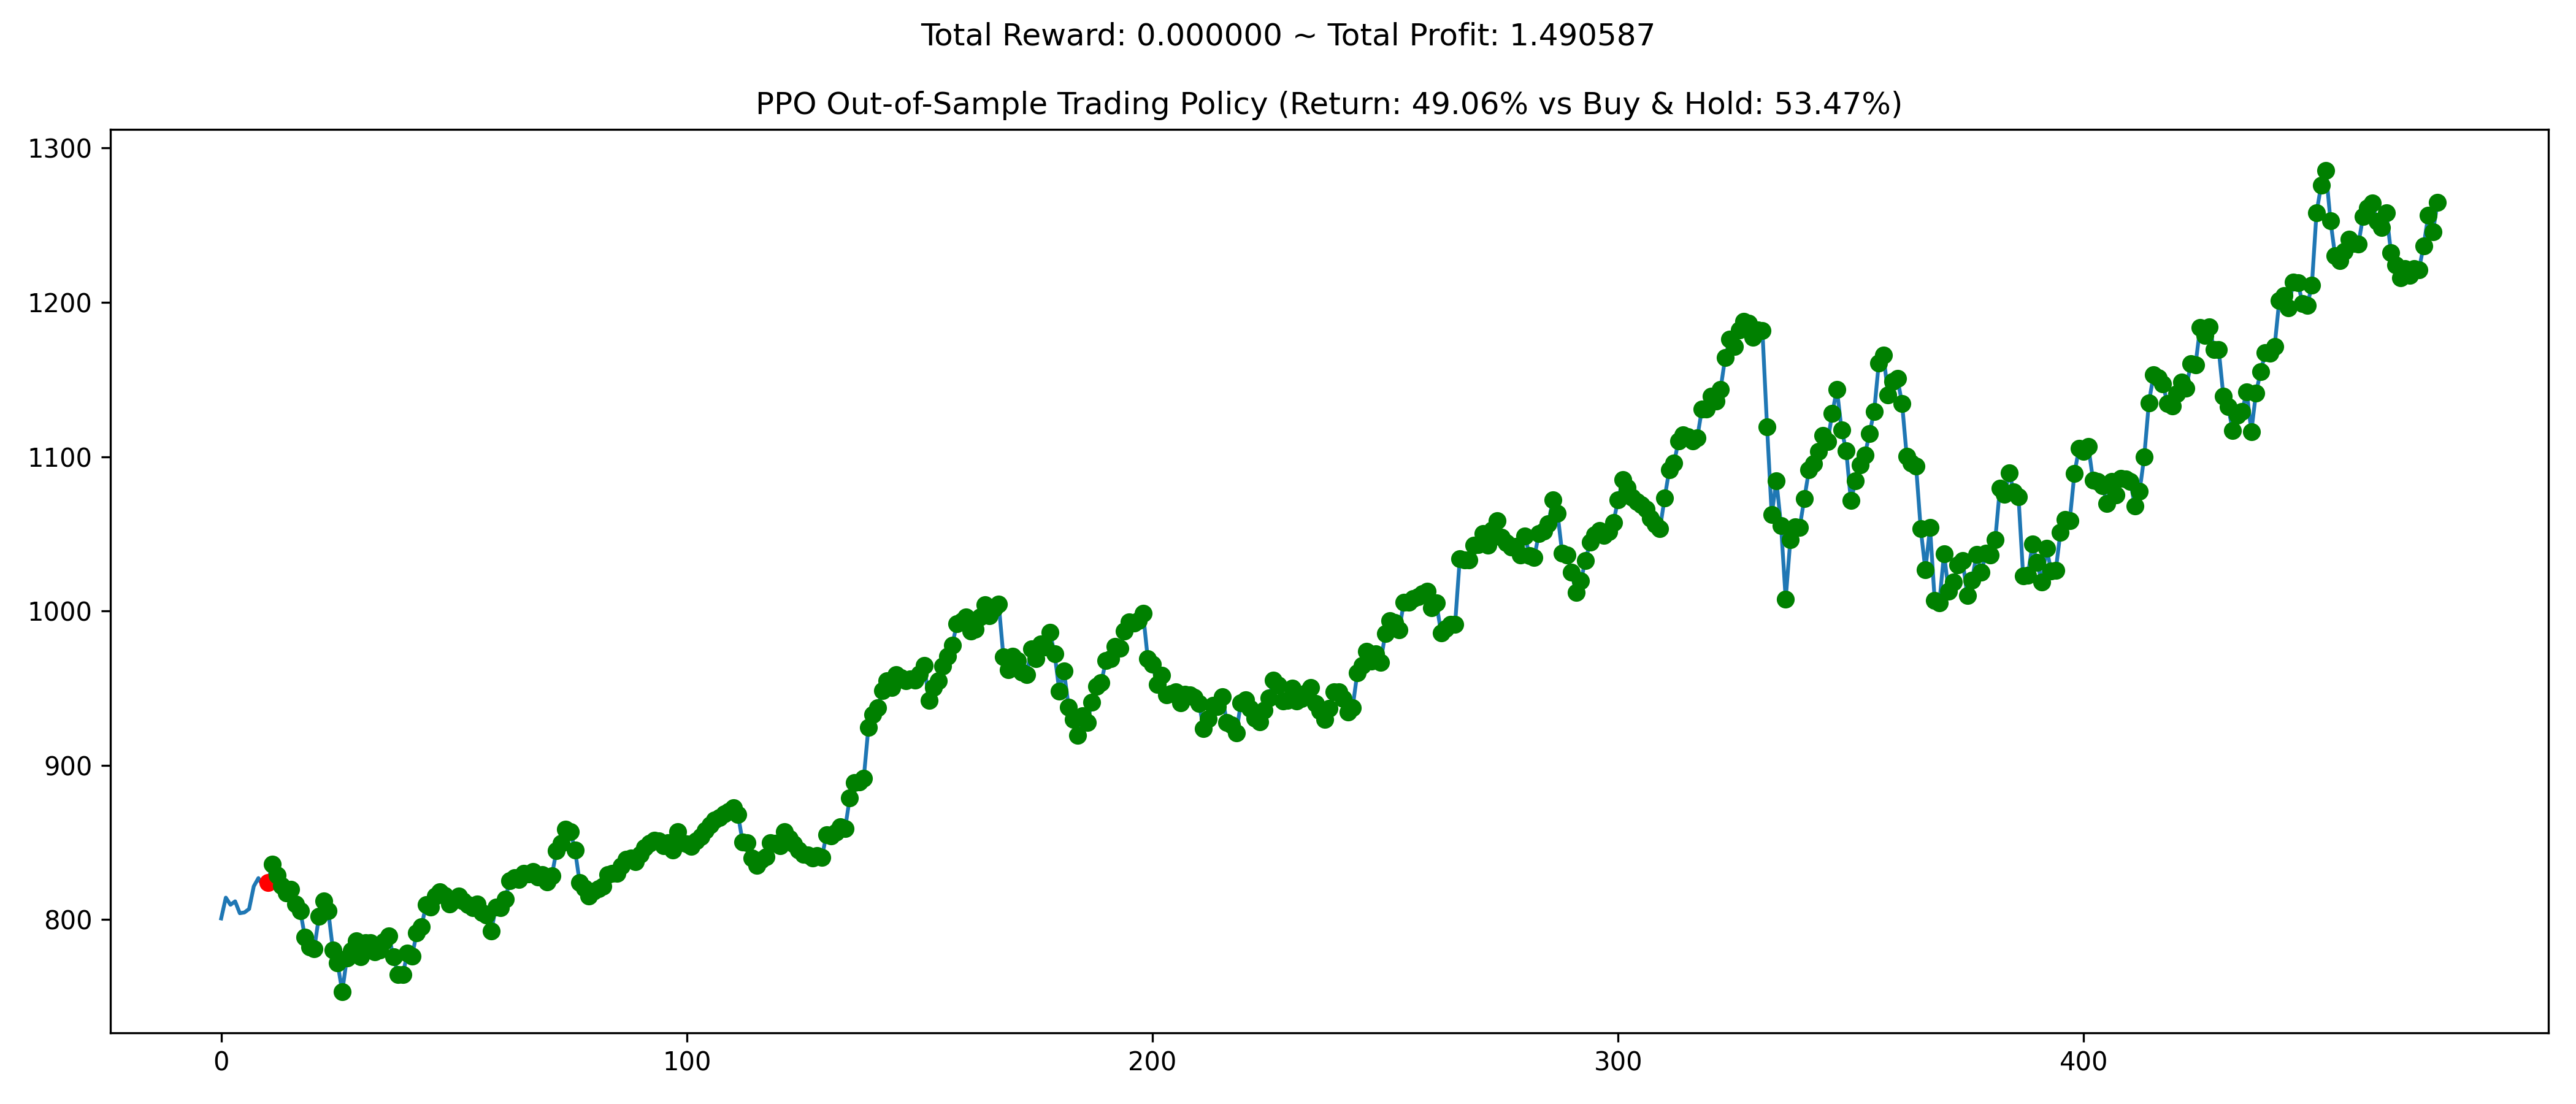 Total Reward: 0.000000 ~ Total Profit: 1.490587
PPO Out-of-Sample Trading Policy (Return: 49.06% vs Buy & Hold: 53.47%)
1300
1200
1100
1000
900
800
0 100 200 300 400